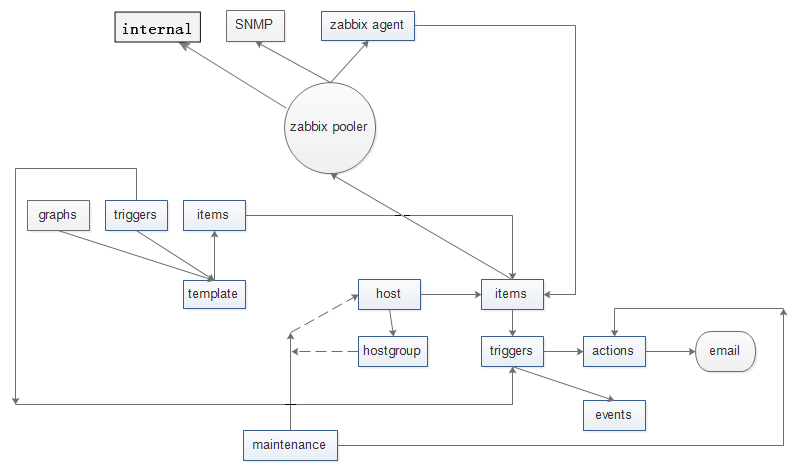 internal
SNMP
zabbix agent
zabbix pooler
graphs
triggers
items
template
host
items
hostgroup
triggers
actions
email
events
maintenance